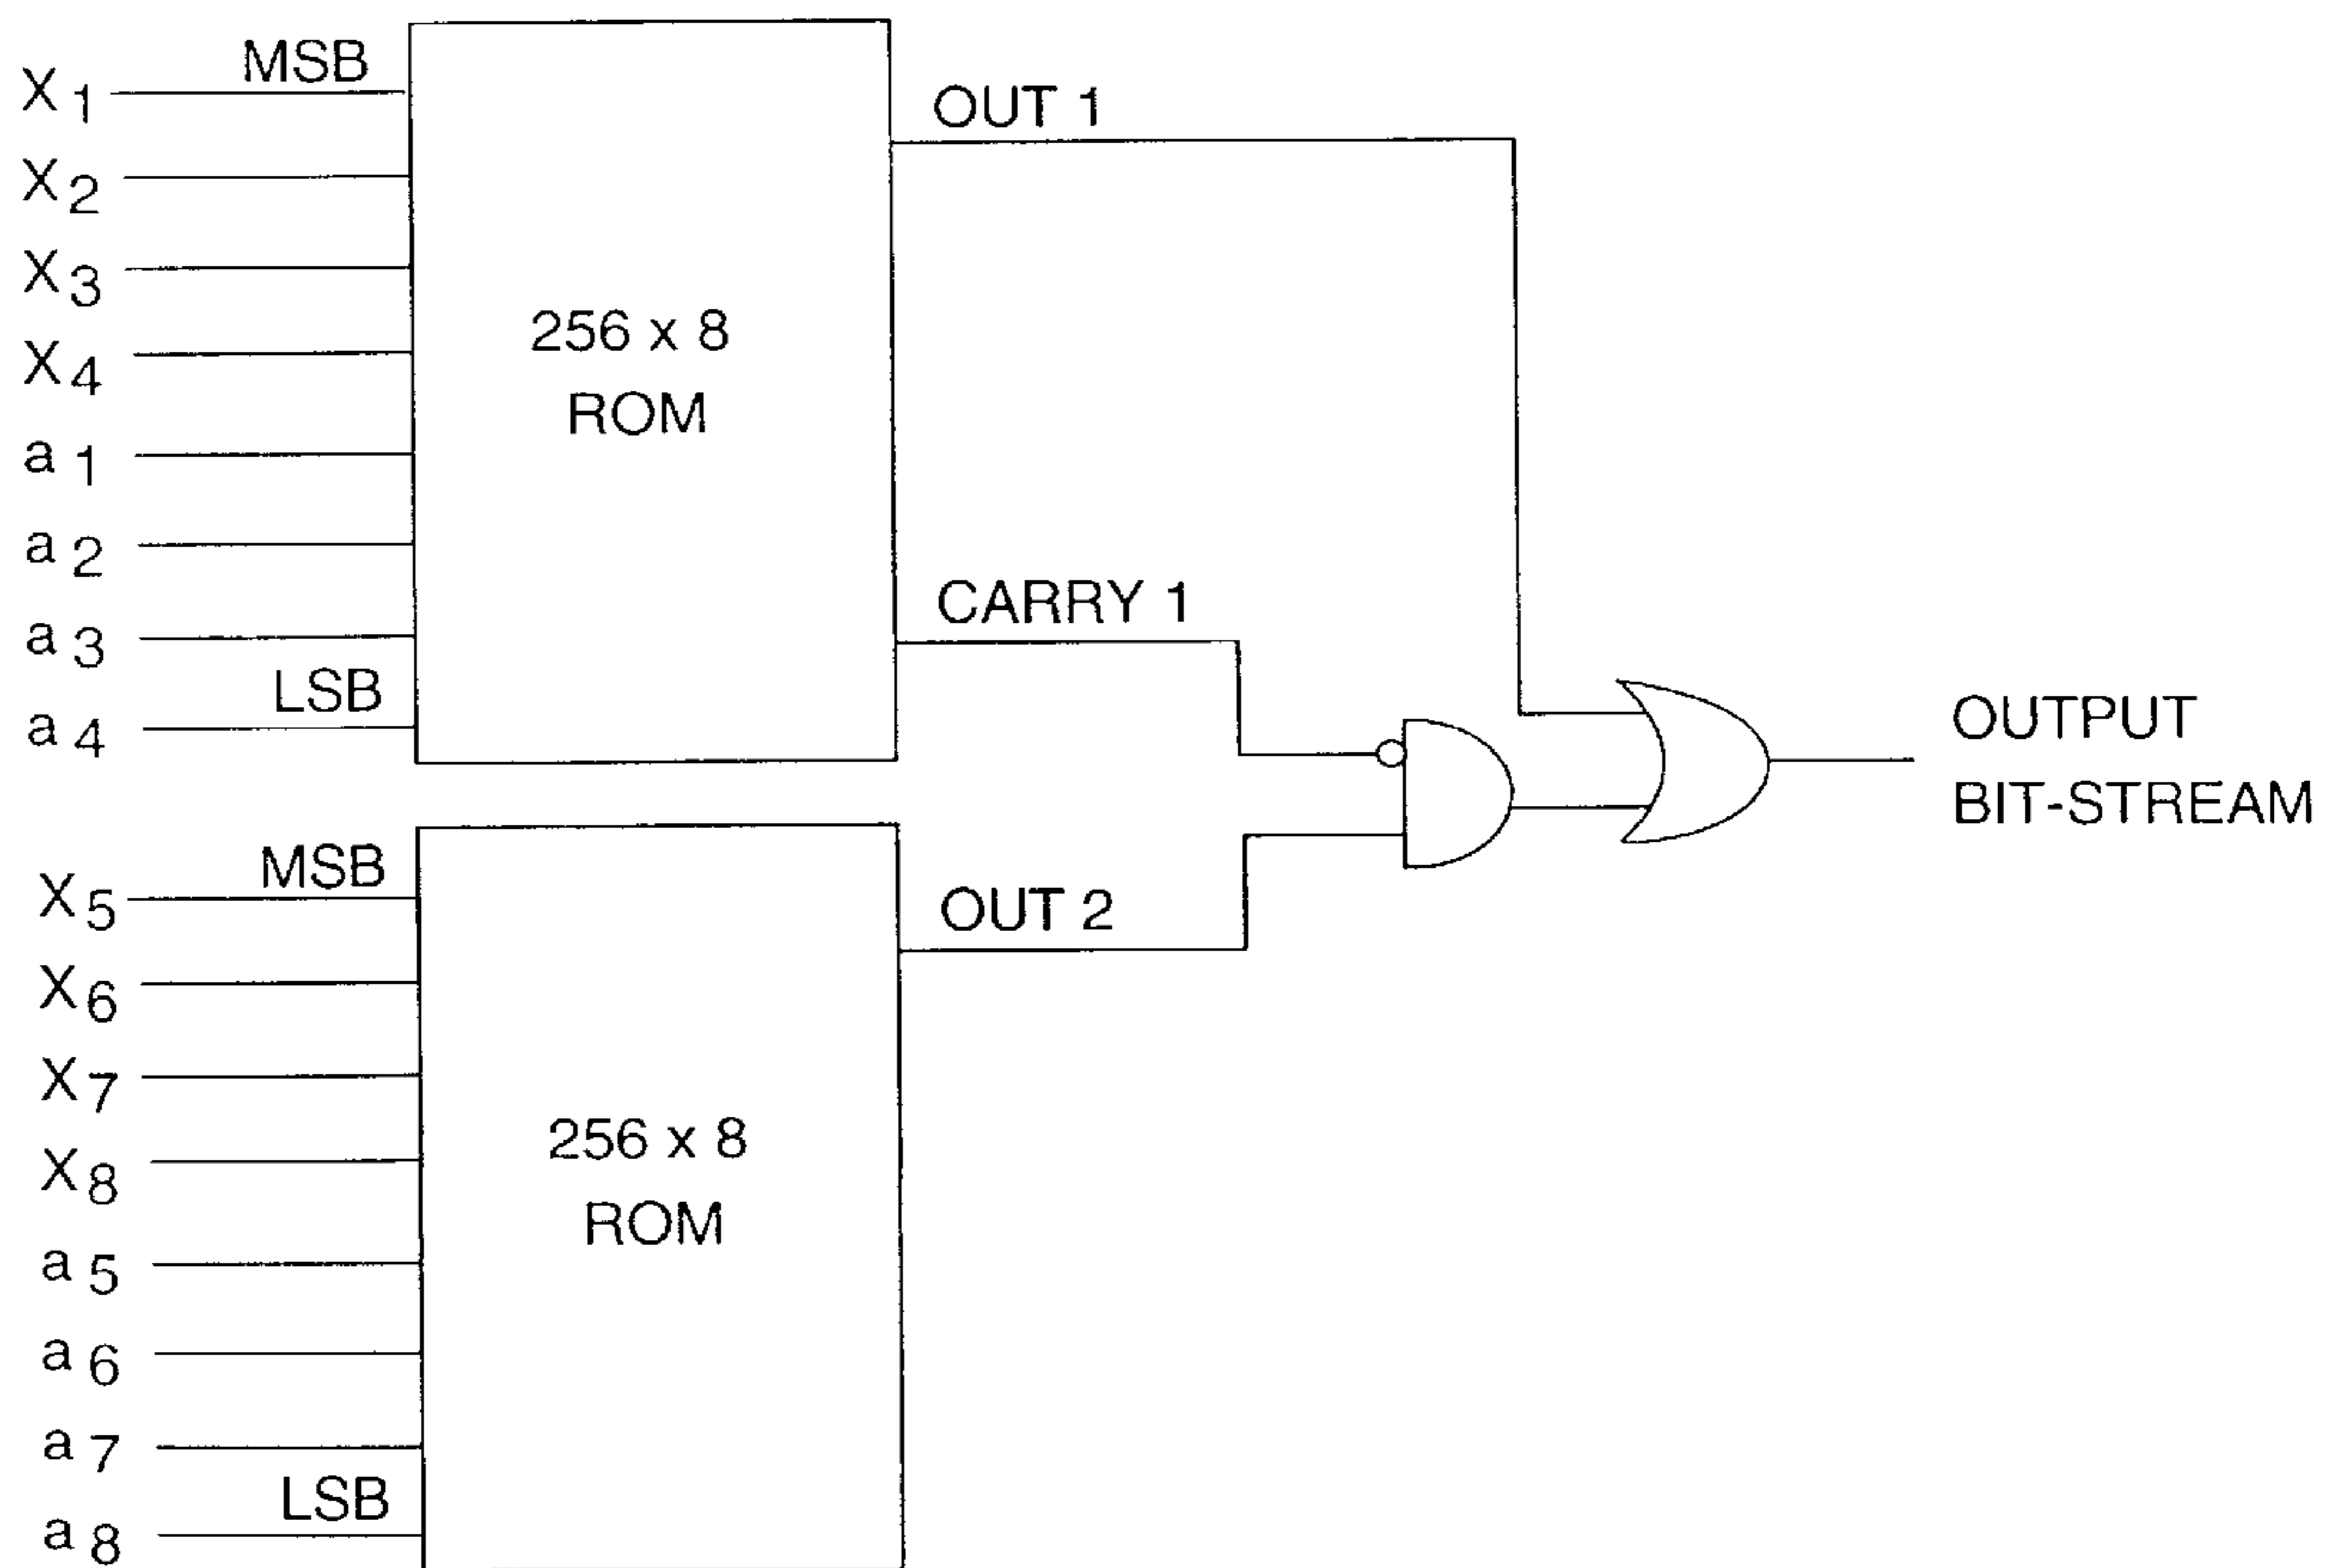 X1 MSB
OUT 1
X2
X3
256 x 8
X4
ROM
a1
a2
CARRY 1
a3
LSB
a4
OUTPUT
BIT-STREAM
MSB
X5
OUT 2
X6
X7
256 x 8
X8
ROM
a5
a6
a7
LSB
a8